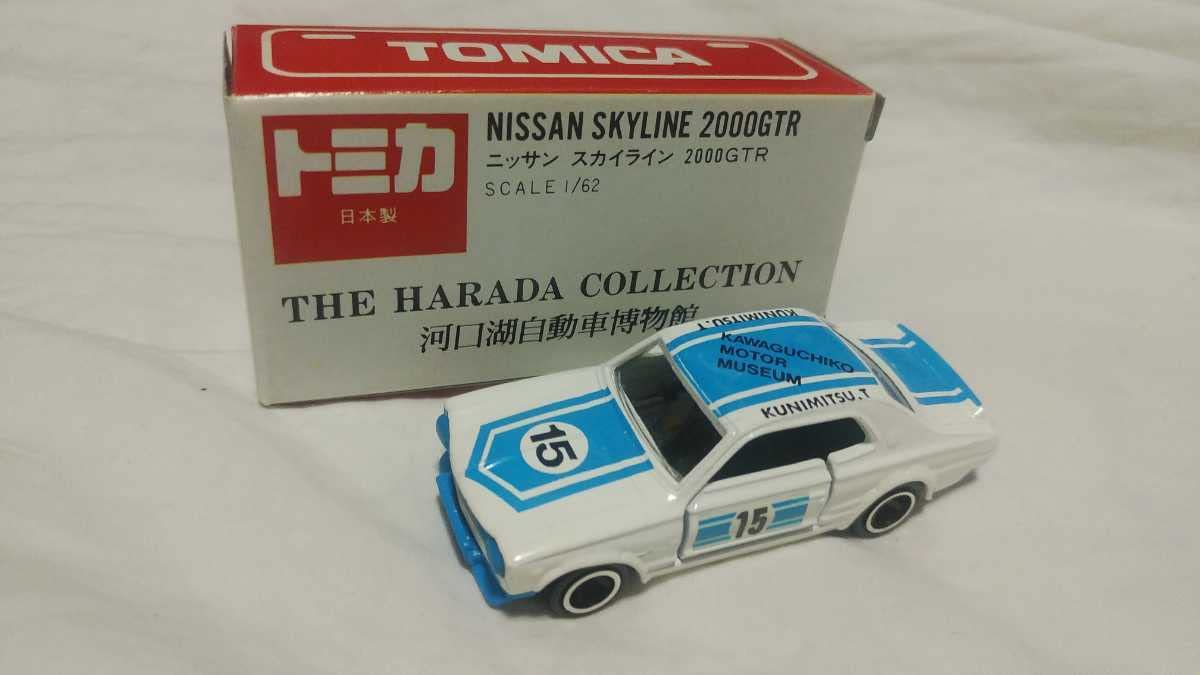 TOMICA
トミカ
日本製
NISSAN SKYLINE 2000GTR
ニッサン スカイライン 2000GTR
SCALE 1/62
THE HARADA COLLECTION
河口湖自動車博物館
KUNIMITSU.T
KAWAGUCHIKO
MOTOR
MUSEUM
KUNIMITSU.T
15
15